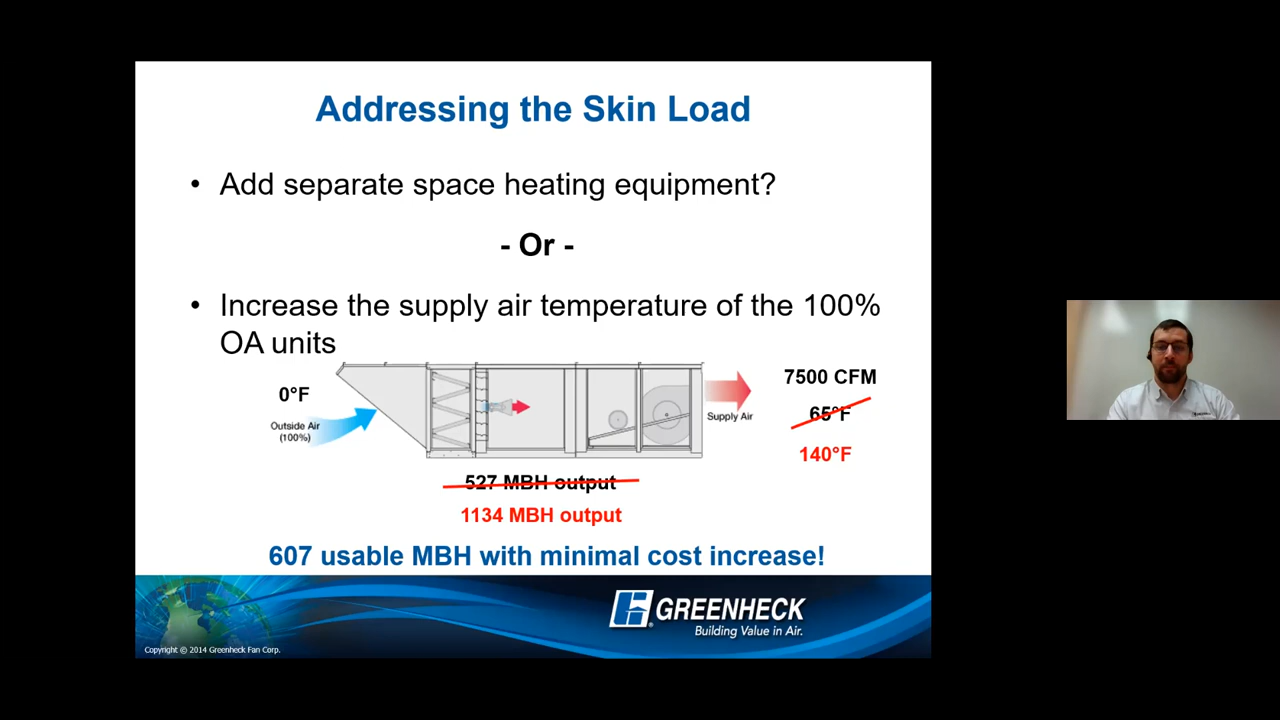 Addressing the Skin Load
• Add separate space heating equipment?
- Or -
• Increase the supply air temperature of the 100%
OA units
0°F
Outside Air
(100%)
Supply Air
7500 CFM
65°F
140°F
527 MBH output
1134 MBH output
607 usable MBH with minimal cost increase!
GREENHECK
Building Value in Air.
Copyright © 2014 Greenheck Fan Corp.